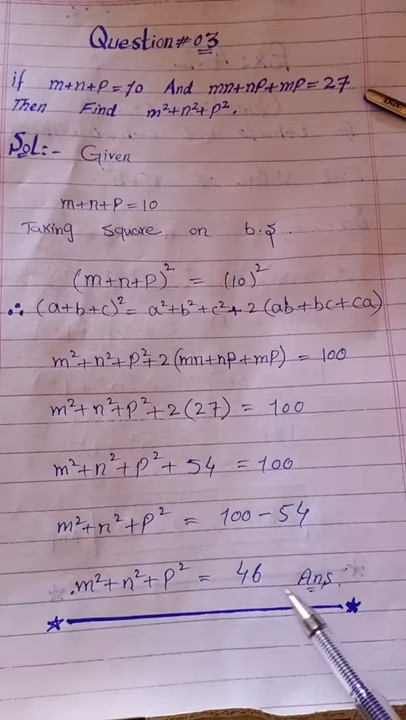 Question#03
if m+n+p=10 And mn+np+mp=27
Then Find m²+n²+p².
Sol:- Given
m+n+p=10
Taking square on b.s.
(m+n+p)² = (10)²
∴ (a+b+c)²= a²+b²+c²+2(ab+bc+ca)
m²+n²+p²+2(mn+np+mp) = 100
m²+n²+p²+2(27) = 100
m²+n²+p²+54 = 100
m²+n²+p² = 100-54
m²+n²+p² = 46 Ans.